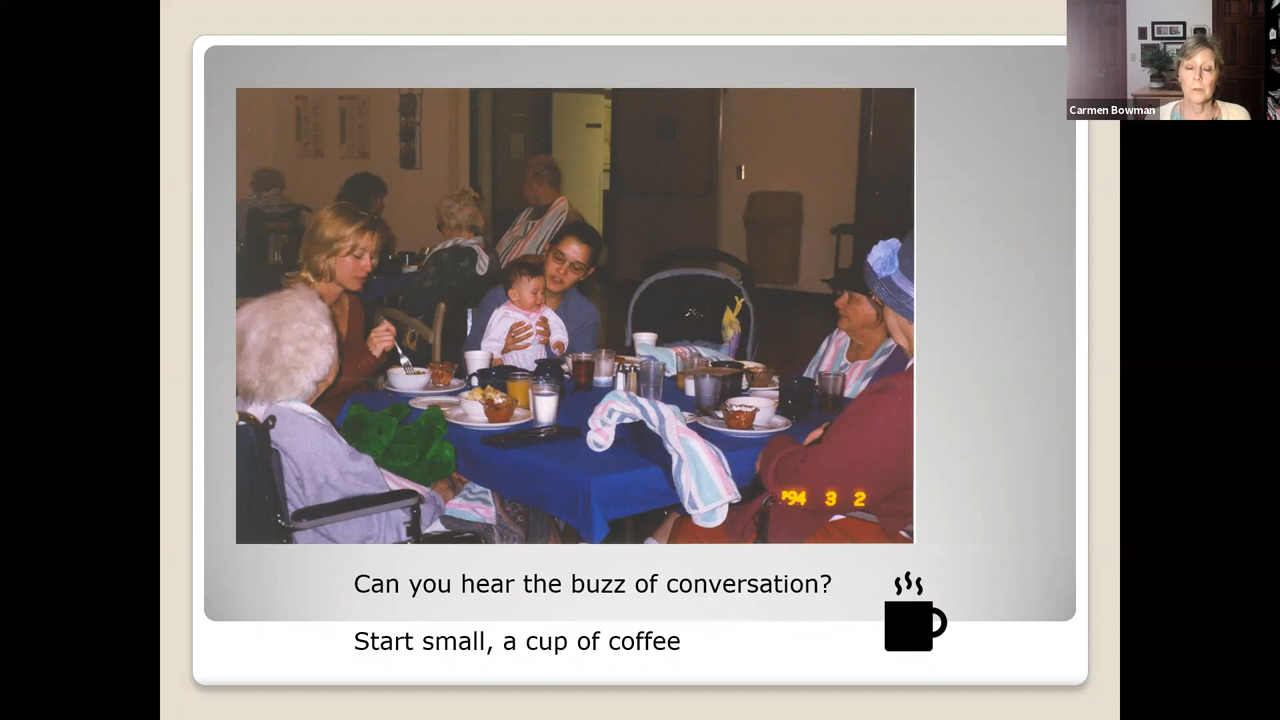 Carmen Bowman
'94 3 2
Can you hear the buzz of conversation?
Start small, a cup of coffee